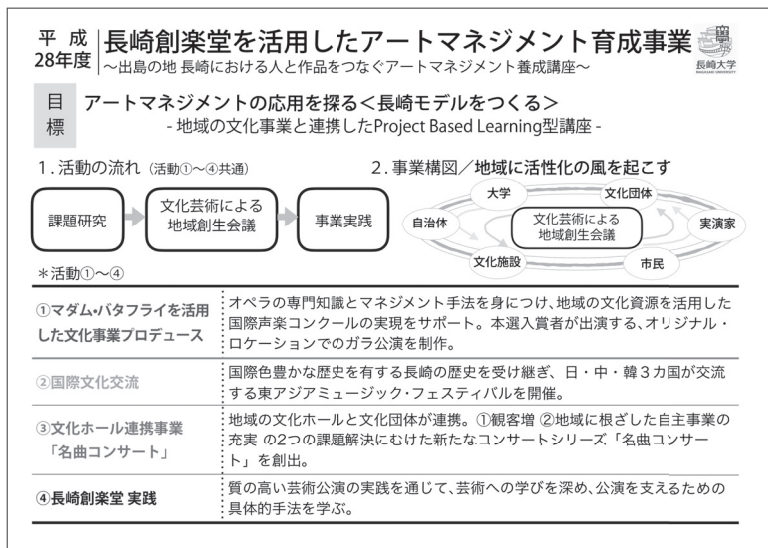 平成
28年度
長崎創楽堂を活用したアートマネジメント育成事業
～出島の地 長崎における人と作品をつなぐアートマネジメント養成講座～
長崎大学
NAGASAKI UNIVERSITY
目
標
アートマネジメントの応用を探る＜長崎モデルをつくる＞
- 地域の文化事業と連携したProject Based Learning型講座 -
1．活動の流れ（活動①～④共通）
課題研究
文化芸術による
地域創生会議
事業実践
2．事業構図／地域に活性化の風を起こす
大学
文化団体
自治体
文化芸術による
地域創生会議
実演家
文化施設
市民
＊活動①～④
①マダム・バタフライを活用
した文化事業プロデュース
オペラの専門知識とマネジメント手法を身につけ、地域の文化資源を活用した
国際声楽コンクールの実現をサポート。本選入賞者が出演する、オリジナル・
ロケーションでのガラ公演を制作。
②国際文化交流
国際色豊かな歴史を有する長崎の歴史を受け継ぎ、日・中・韓３カ国が交流
する東アジアミュージック・フェスティバルを開催。
③文化ホール連携事業
「名曲コンサート」
地域の文化ホールと文化団体が連携。①観客増 ②地域に根ざした自主事業の
充実 の2つの課題解決にむけた新たなコンサートシリーズ「名曲コンサー
ト」を創出。
④長崎創楽堂 実践
質の高い芸術公演の実践を通じて、芸術への学びを深め、公演を支えるための
具体的手法を学ぶ。